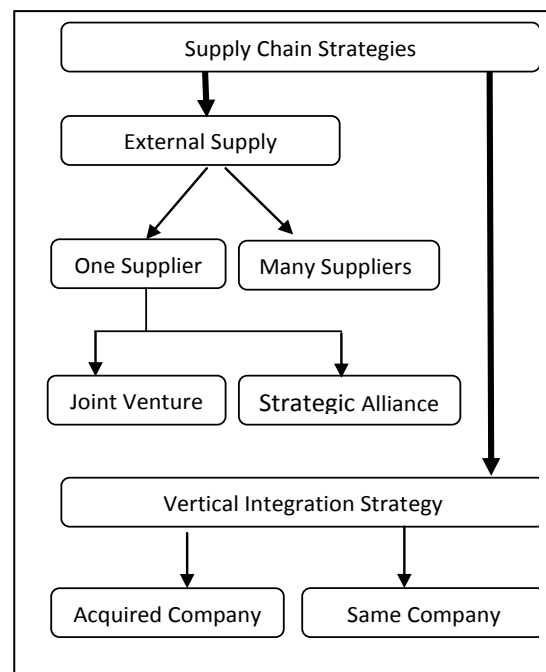 Supply Chain Strategies
External Supply
One Supplier
Many Suppliers
Joint Venture
Strategic Alliance
Vertical Integration Strategy
Acquired Company
Same Company